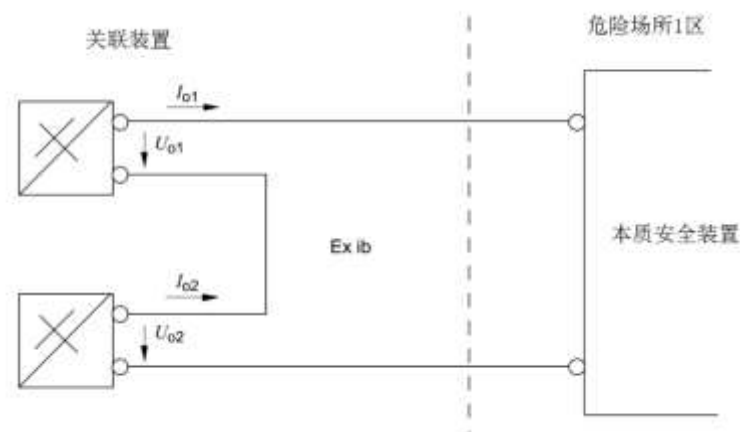 危险场所1区
关联装置
Io1
Uo1
Ex ib
本质安全装置
Io2
Uo2